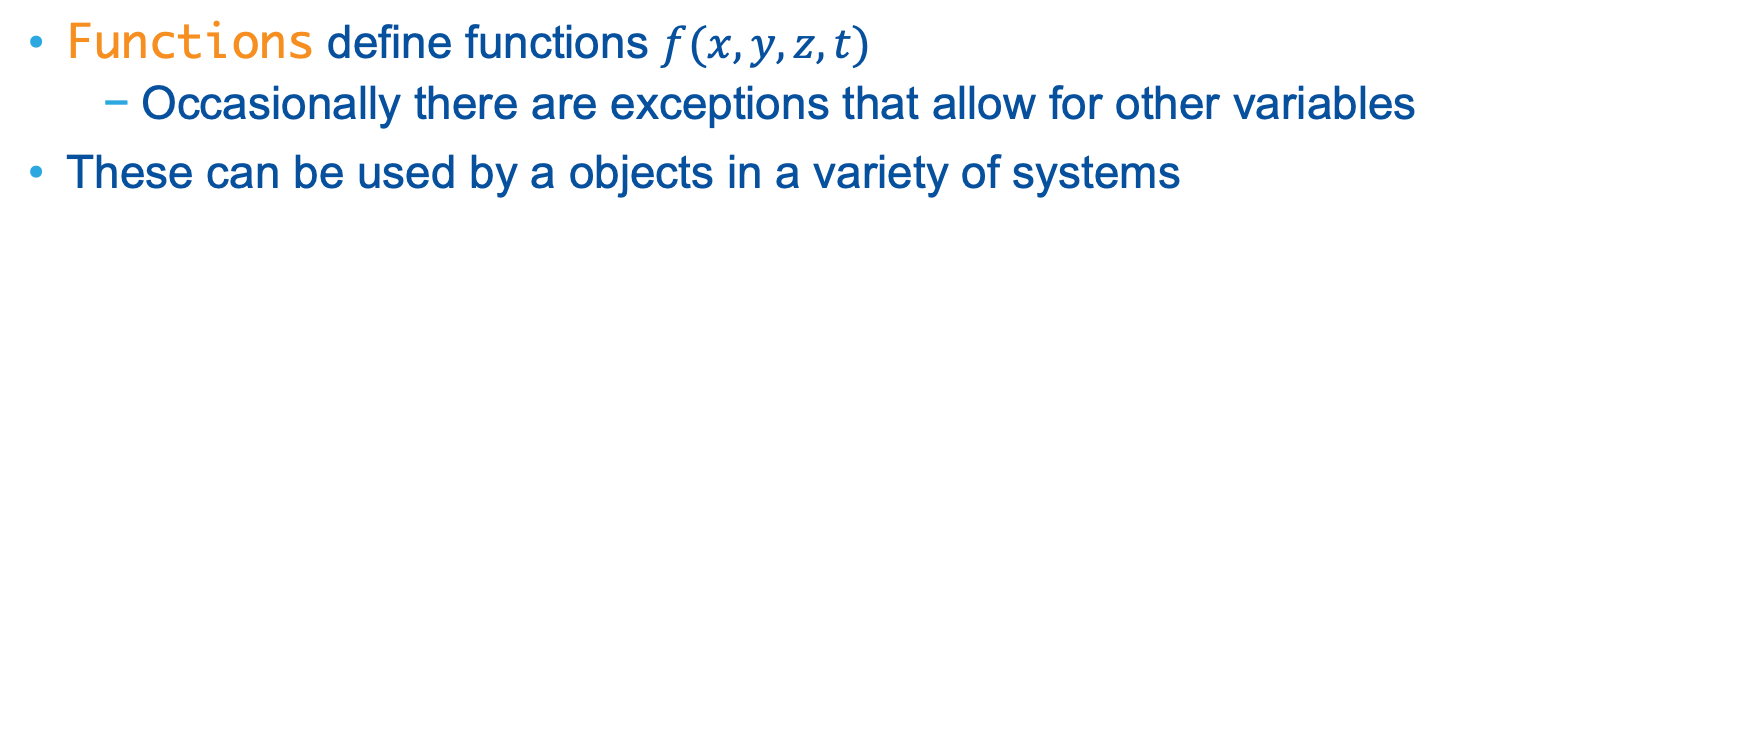 • Functions define functions f(x, y, z, t)
– Occasionally there are exceptions that allow for other variables
• These can be used by a objects in a variety of systems